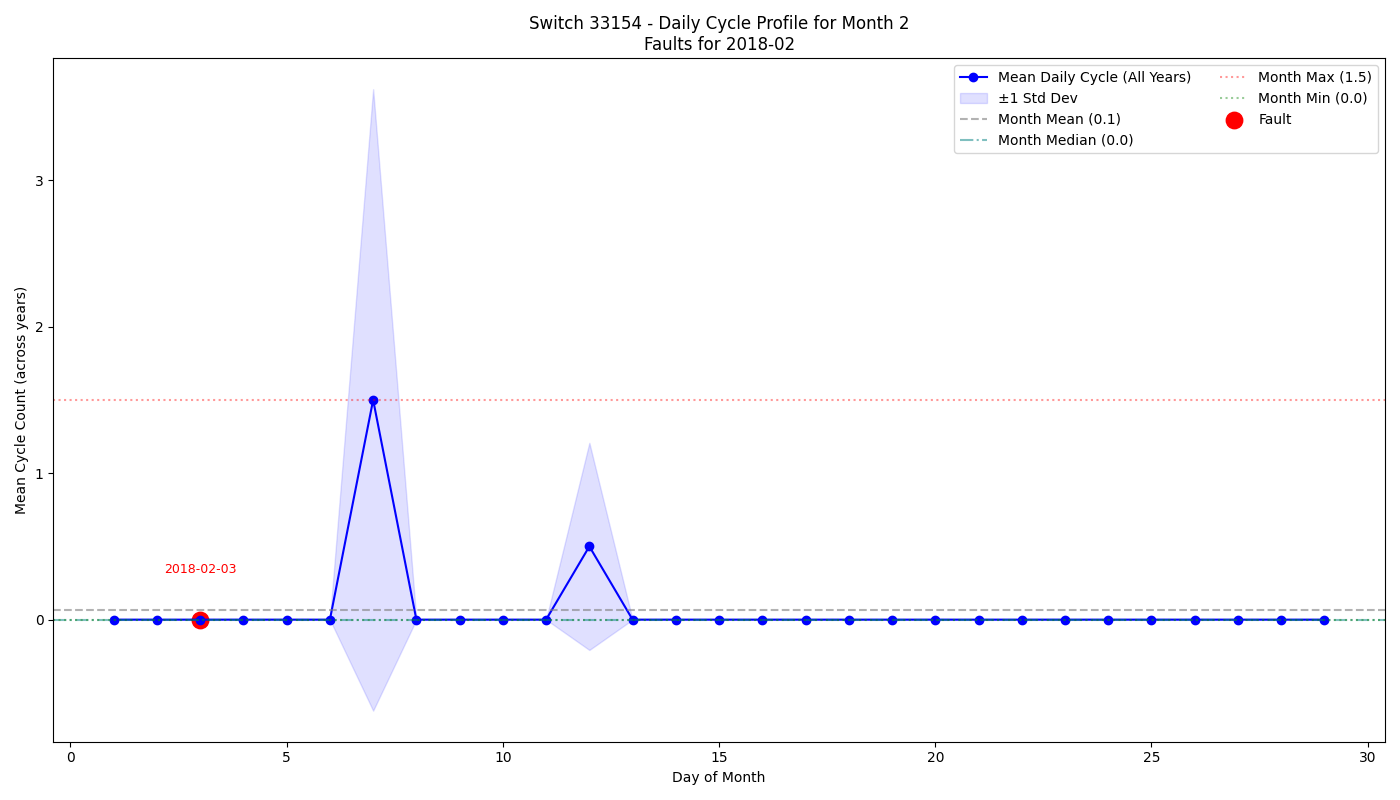 Switch 33154 - Daily Cycle Profile for Month 2
Faults for 2018-02
Mean Daily Cycle (All Years)
±1 Std Dev
Month Mean (0.1)
Month Median (0.0)
Month Max (1.5)
Month Min (0.0)
Fault
Mean Cycle Count (across years)
3
2
1
0
2018-02-03
0
5
10
15
20
25
30
Day of Month